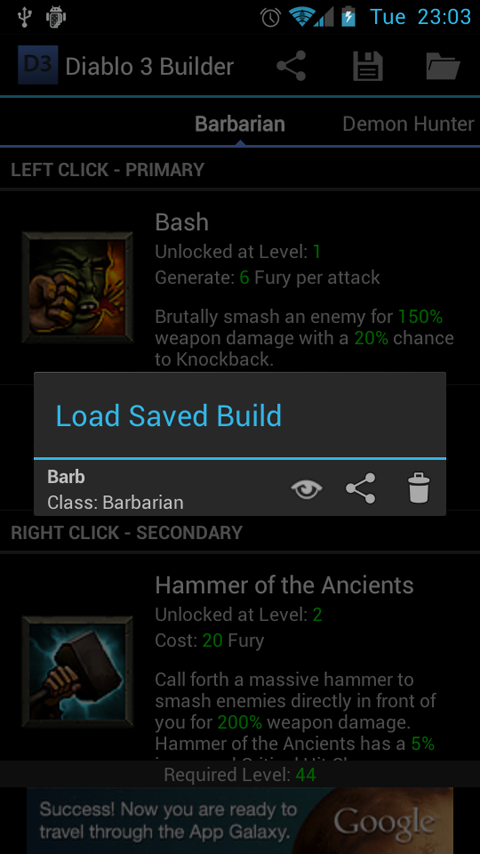 Tue 23:03
D3 Diablo 3 Builder
Barbarian Demon Hunter
LEFT CLICK - PRIMARY
Bash
Unlocked at Level: 1
Generate: 6 Fury per attack
Brutally smash an enemy for 150%
weapon damage with a 20% chance
to Knockback.
Load Saved Build
Barb
Class: Barbarian
RIGHT CLICK - SECONDARY
Hammer of the Ancients
Unlocked at Level: 2
Cost: 20 Fury
Call forth a massive hammer to
smash enemies directly in front of
you for 200% weapon damage.
Hammer of the Ancients has a 5%
Required Level: 44
Success! Now you are ready to
travel through the App Galaxy.
Google